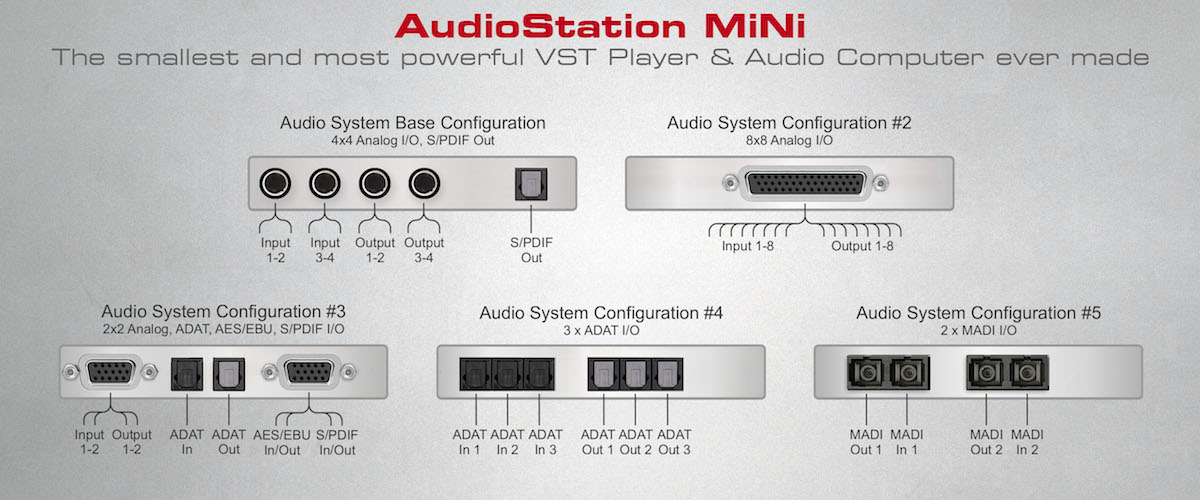 AudioStation MiNi
The smallest and most powerful VST Player & Audio Computer ever made
Audio System Base Configuration
4x4 Analog I/O, S/PDIF Out
Input
1-2
Input
3-4
Output
1-2
Output
3-4
S/PDIF
Out
Audio System Configuration #2
8x8 Analog I/O
Input 1-8
Output 1-8
Audio System Configuration #3
2x2 Analog, ADAT, AES/EBU, S/PDIF I/O
Input
1-2
Output
1-2
ADAT
In
ADAT
Out
AES/EBU
In/Out
S/PDIF
In/Out
Audio System Configuration #4
3 x ADAT I/O
ADAT
In 1
ADAT
In 2
ADAT
In 3
ADAT
Out 1
ADAT
Out 2
ADAT
Out 3
Audio System Configuration #5
2 x MADI I/O
MADI
Out 1
MADI
In 1
MADI
Out 2
MADI
In 2